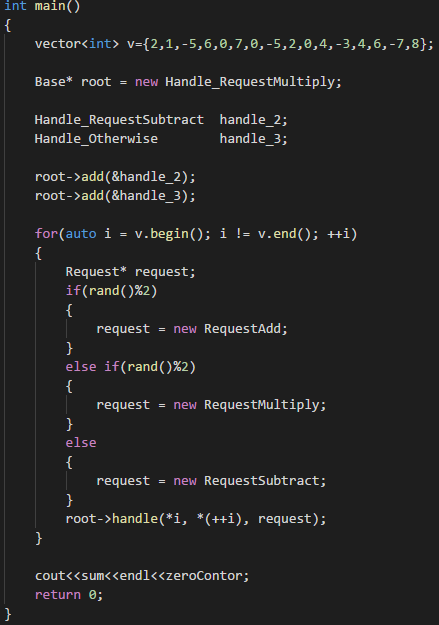 int main()
{
    vector<int> v={2,1,-5,6,0,7,0,-5,2,0,4,-3,4,6,-7,8};
    Base* root = new Handle_RequestMultiply;
    Handle_RequestSubtract  handle_2;
    Handle_Otherwise        handle_3;
    root->add(&handle_2);
    root->add(&handle_3);
    for(auto i = v.begin(); i != v.end(); ++i)
    {
        Request* request;
        if(rand()%2)
        {
            request = new RequestAdd;
        }
        else if(rand()%2)
        {
            request = new RequestMultiply;
        }
        else
        {
            request = new RequestSubtract;
        }
        root->handle(*i, *(++i), request);
    }
    cout<<sum<<endl<<zeroContor;
    return 0;
}